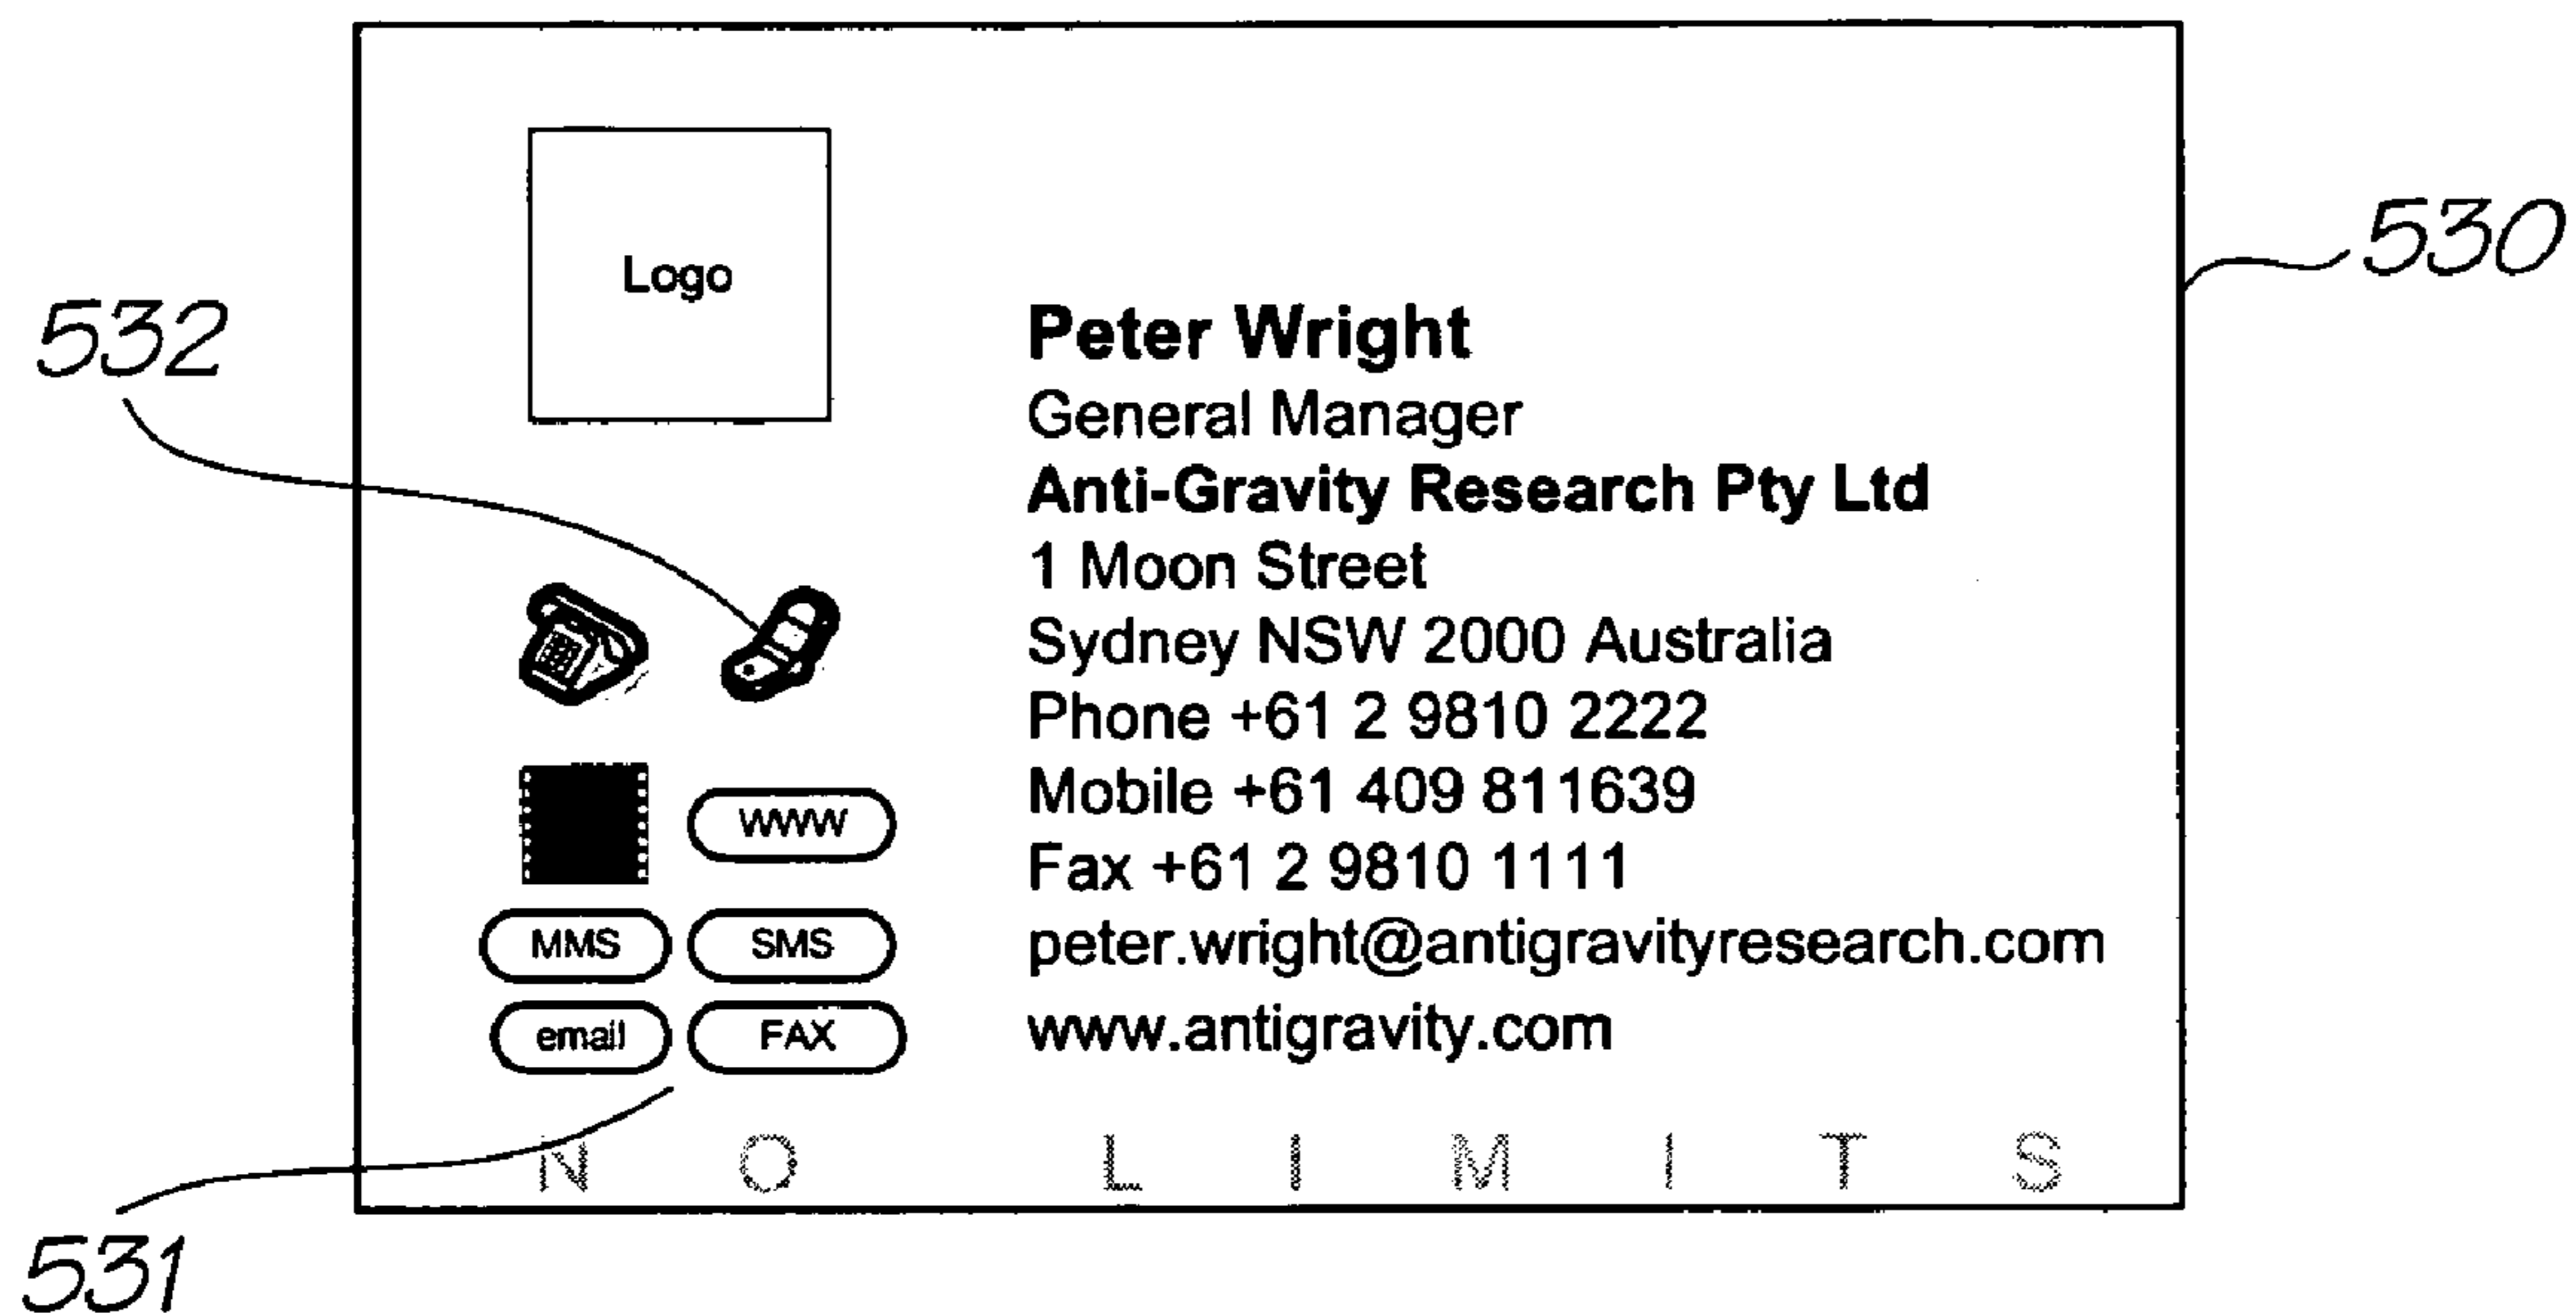 530
Logo
532
Peter Wright
General Manager
Anti-Gravity Research Pty Ltd
1 Moon Street
Sydney NSW 2000 Australia
Phone +61 2 9810 2222
Mobile +61 409 811639
Fax +61 2 9810 1111
peter.wright@antigravityresearch.com
www.antigravity.com
WWW
MMS SMS
email FAX
NO LIMITS
531